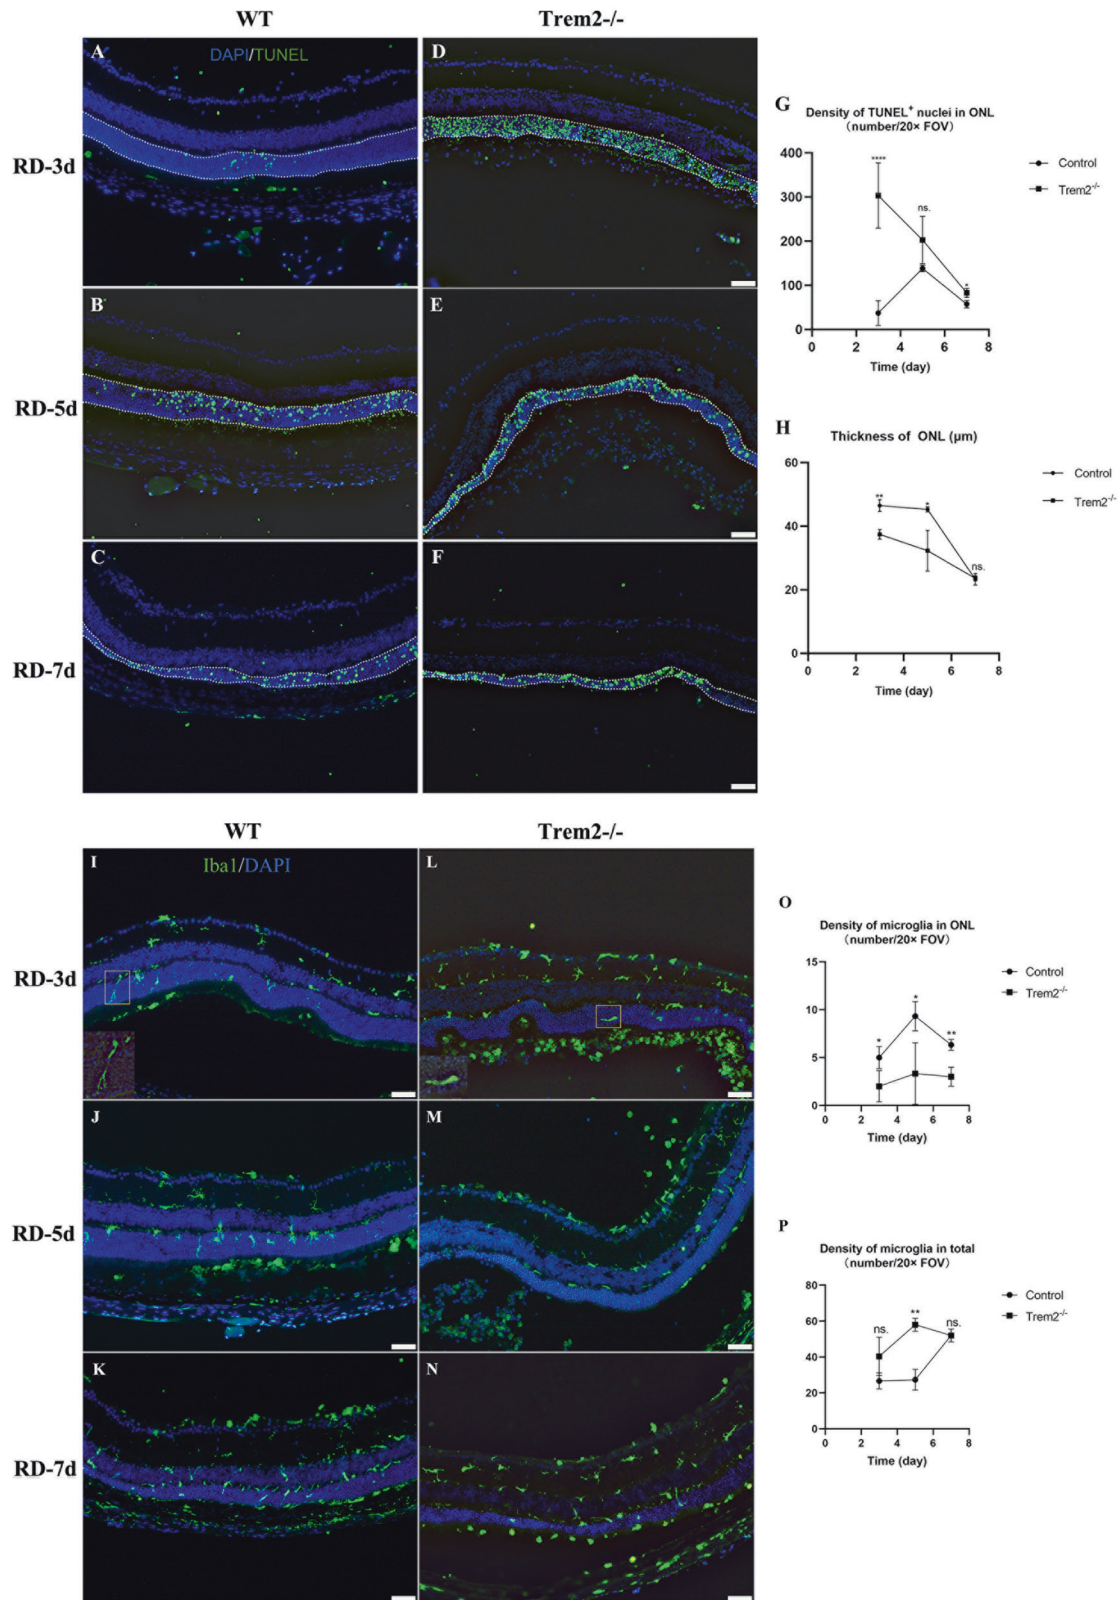 WT
Trem2-/-
A
DAPI/TUNEL
D
RD-3d
B
E
RD-5d
C
F
RD-7d
G
Density of TUNEL⁺ nuclei in ONL
(number/20× FOV)
400
300
200
100
0
0 2 4 6 8
Time (day)
****
ns.
*
Control
Trem2⁻/⁻
H
Thickness of ONL (μm)
60
40
20
0
0 2 4 6 8
Time (day)
**
*
ns.
Control
Trem2⁻/⁻
WT
Trem2-/-
I
Iba1/DAPI
L
RD-3d
J
M
RD-5d
K
N
RD-7d
O
Density of microglia in ONL
(number/20× FOV)
15
10
5
0
0 2 4 6 8
Time (day)
*
*
**
Control
Trem2⁻/⁻
P
Density of microglia in total
(number/20× FOV)
80
60
40
20
0
0 2 4 6 8
Time (day)
ns.
**
ns.
Control
Trem2⁻/⁻